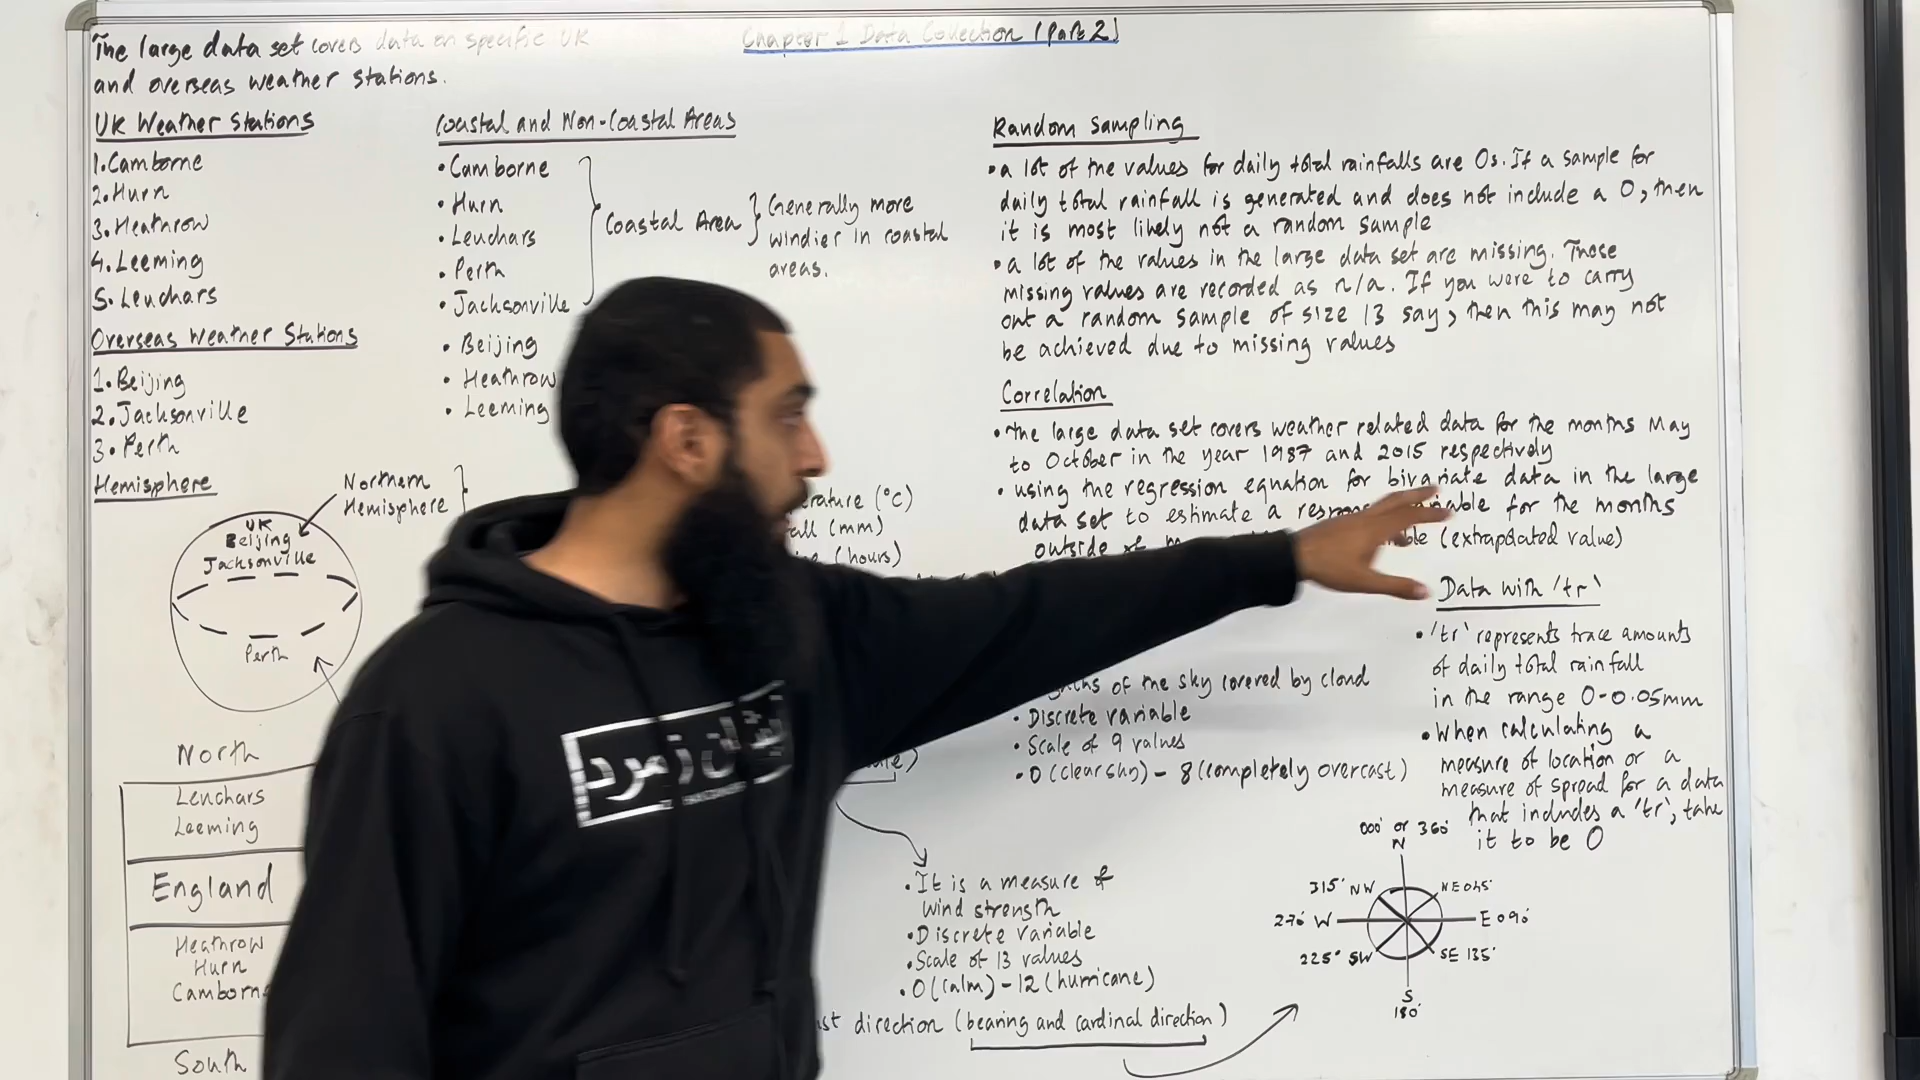 The large data set covers data on specific UK
and overseas weather stations.
Chapter 1 Data Collection (Part 2)
UK Weather Stations
1. Camborne
2. Hurn
3. Heathrow
4. Leeming
5. Leuchars
Overseas Weather Stations
1. Beijing
2. Jacksonville
3. Perth
Hemisphere
Northern
Hemisphere
UK
Beijing
Jacksonville
Perth
North
Leuchars
Leeming
England
Heathrow
Hurn
Camborne
South
Coastal and Non-Coastal Areas
• Camborne
• Hurn
• Leuchars
• Perth
• Jacksonville
• Beijing
• Heathrow
• Leeming
Coastal Area
Generally more
windier in coastal
areas.
(°C)
(mm)
(hours)
Random Sampling
• a lot of the values for daily total rainfalls are 0s. If a sample for
daily total rainfall is generated and does not include a 0, then
it is most likely not a random sample
• a lot of the values in the large data set are missing. Those
missing values are recorded as n/a. If you were to carry
out a random sample of size 13 say, then this may not
be achieved due to missing values
Correlation
• The large data set covers weather related data for the months May
to October in the year 1987 and 2015 respectively
• using the regression equation for bivariate data in the large
data set to estimate a for the months
outside of (extrapolated value)
of the sky covered by cloud
• Discrete variable
• Scale of 9 values
• 0 (clear sky) - 8 (completely overcast)
Data with 'tr'
• 'tr' represents trace amounts
of daily total rainfall
in the range 0-0.05mm
• When calculating a
measure of location or a
measure of spread for a data
that includes a 'tr', take
it to be 0
• It is a measure of
wind strength
• Discrete variable
• Scale of 13 values
• 0 (calm) - 12 (hurricane)
direction (bearing and cardinal direction)
000° or 360°
N
315° NW
NE 045°
270° W
E 090°
225° SW
SE 135°
S
180°